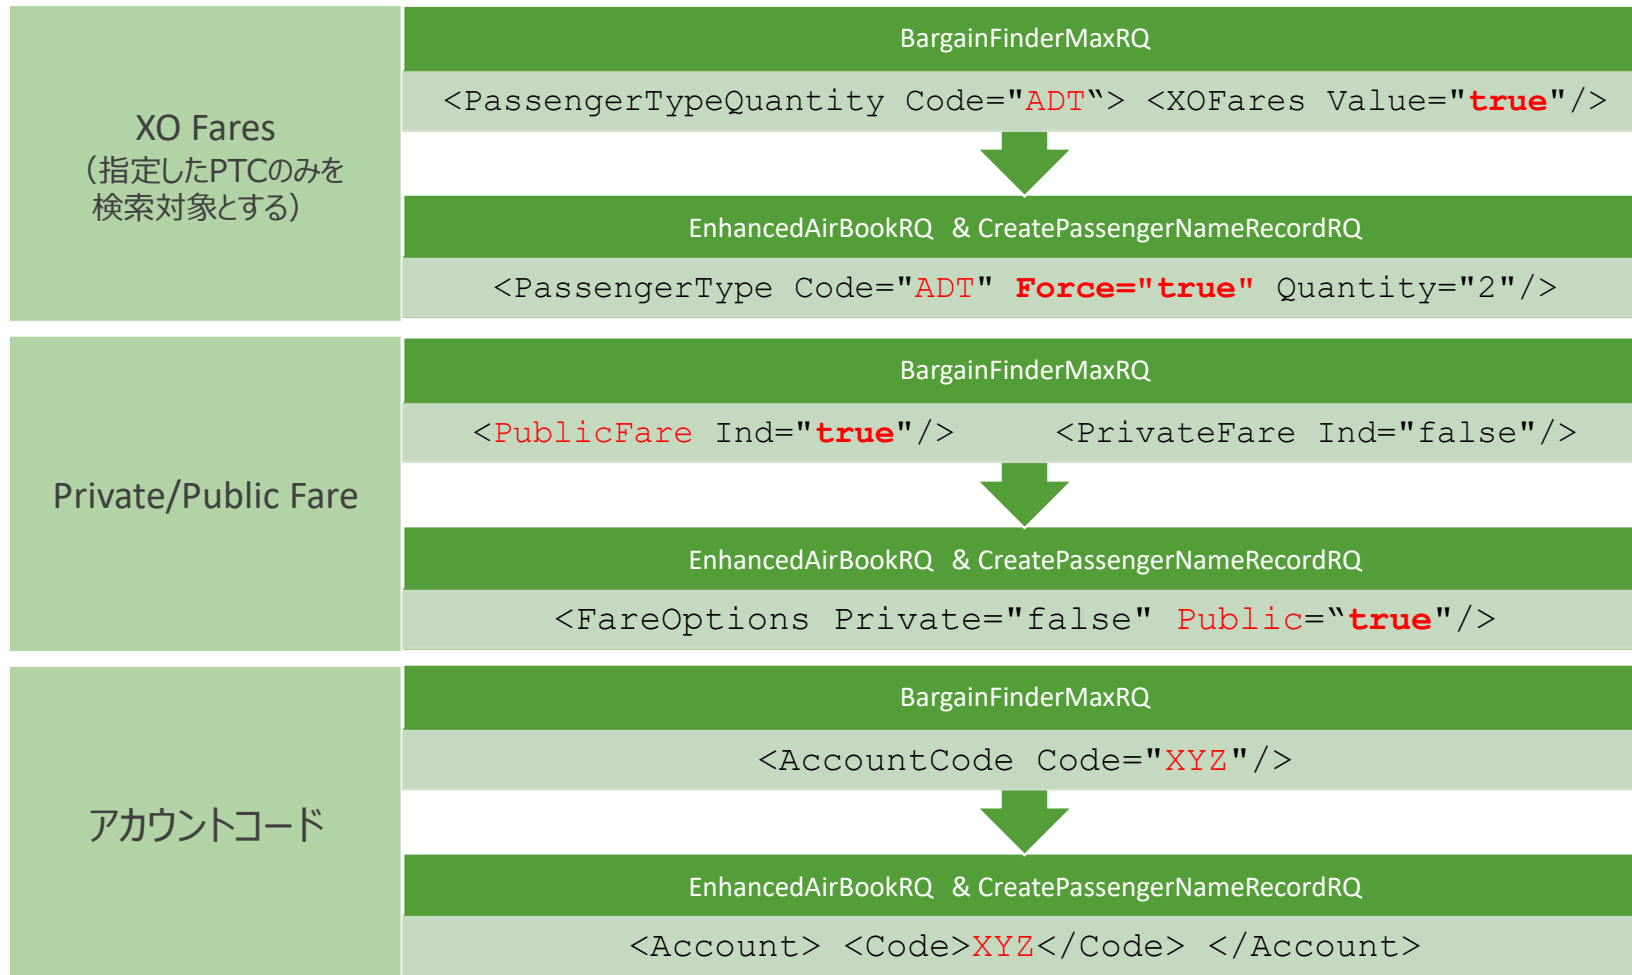 XO Fares
（指定したPTCのみを
検索対象とする）
BargainFinderMaxRQ
<PassengerTypeQuantity Code="ADT‟> <XOFares Value="true"/>
EnhancedAirBookRQ & CreatePassengerNameRecordRQ
<PassengerType Code="ADT" Force="true" Quantity="2"/>
Private/Public Fare
BargainFinderMaxRQ
<PublicFare Ind="true"/> <PrivateFare Ind="false"/>
EnhancedAirBookRQ & CreatePassengerNameRecordRQ
<FareOptions Private="false" Public=‟true"/>
アカウントコード
BargainFinderMaxRQ
<AccountCode Code="XYZ"/>
EnhancedAirBookRQ & CreatePassengerNameRecordRQ
<Account> <Code>XYZ</Code> </Account>